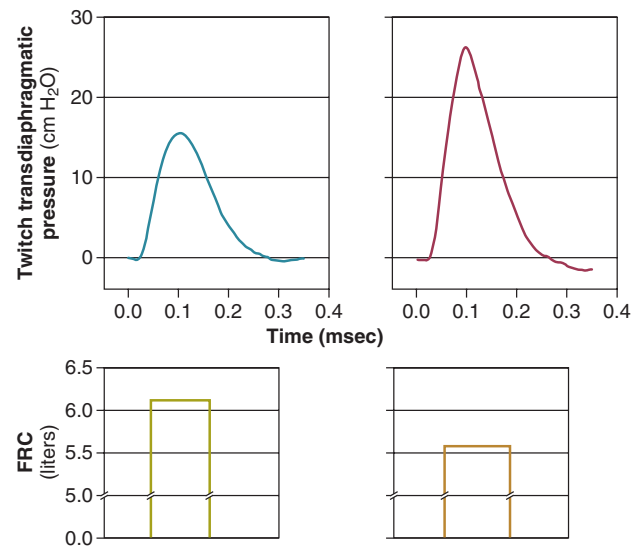 Twitch transdiaphragmatic
pressure (cm H₂O)
30
20
10
0
0.0 0.1 0.2 0.3 0.4
0.0 0.1 0.2 0.3 0.4
Time (msec)
FRC
(liters)
6.5
6.0
5.5
5.0
0.0